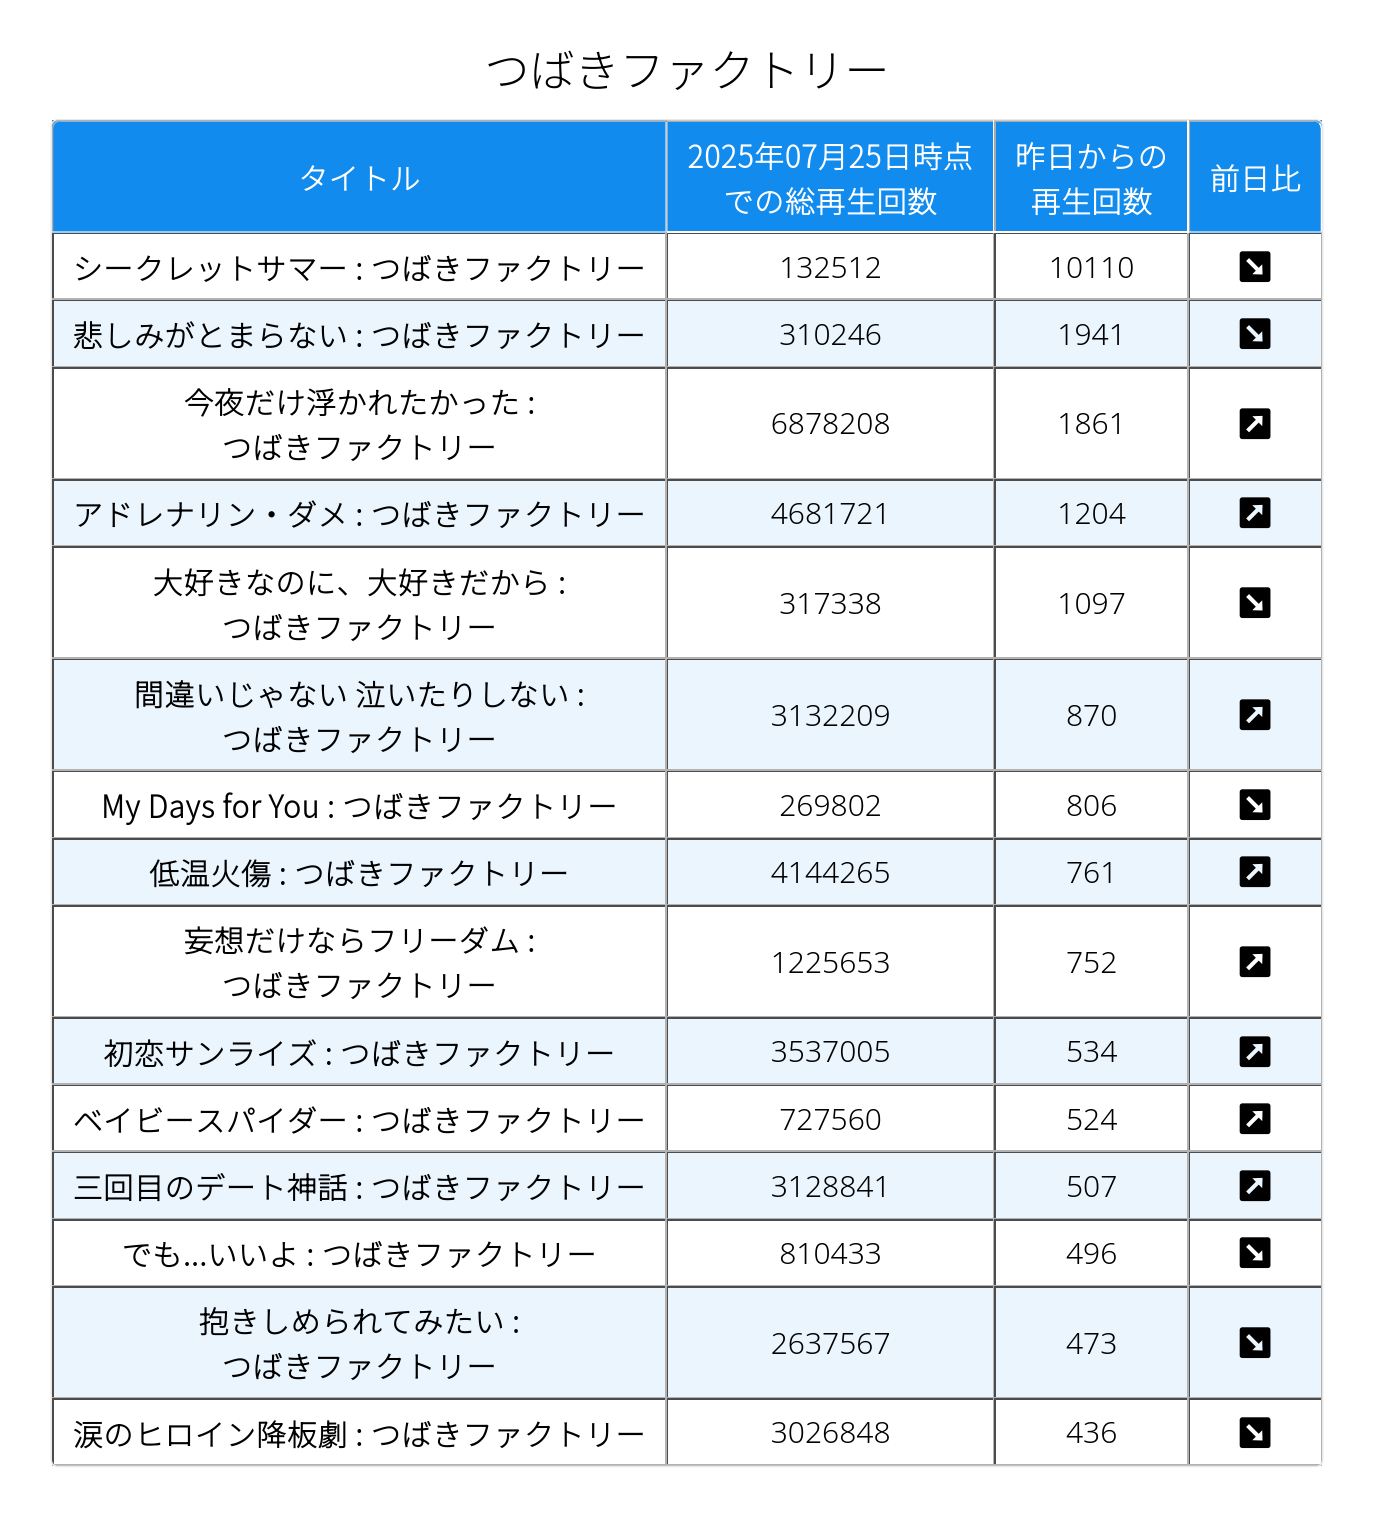 つばきファクトリー
タイトル
2025年07月25日時点
での総再生回数
昨日からの
再生回数
前日比
シークレットサマー : つばきファクトリー 132512 10110 ↘
悲しみがとまらない : つばきファクトリー 310246 1941 ↘
今夜だけ浮かれたかった :
つばきファクトリー 6878208 1861 ↗
アドレナリン・ダメ : つばきファクトリー 4681721 1204 ↗
大好きなのに、大好きだから :
つばきファクトリー 317338 1097 ↘
間違いじゃない 泣いたりしない :
つばきファクトリー 3132209 870 ↗
My Days for You : つばきファクトリー 269802 806 ↘
低温火傷 : つばきファクトリー 4144265 761 ↗
妄想だけならフリーダム :
つばきファクトリー 1225653 752 ↗
初恋サンライズ : つばきファクトリー 3537005 534 ↗
ベイビースパイダー : つばきファクトリー 727560 524 ↗
三回目のデート神話 : つばきファクトリー 3128841 507 ↗
でも...いいよ : つばきファクトリー 810433 496 ↘
抱きしめられてみたい :
つばきファクトリー 2637567 473 ↘
涙のヒロイン降板劇 : つばきファクトリー 3026848 436 ↘